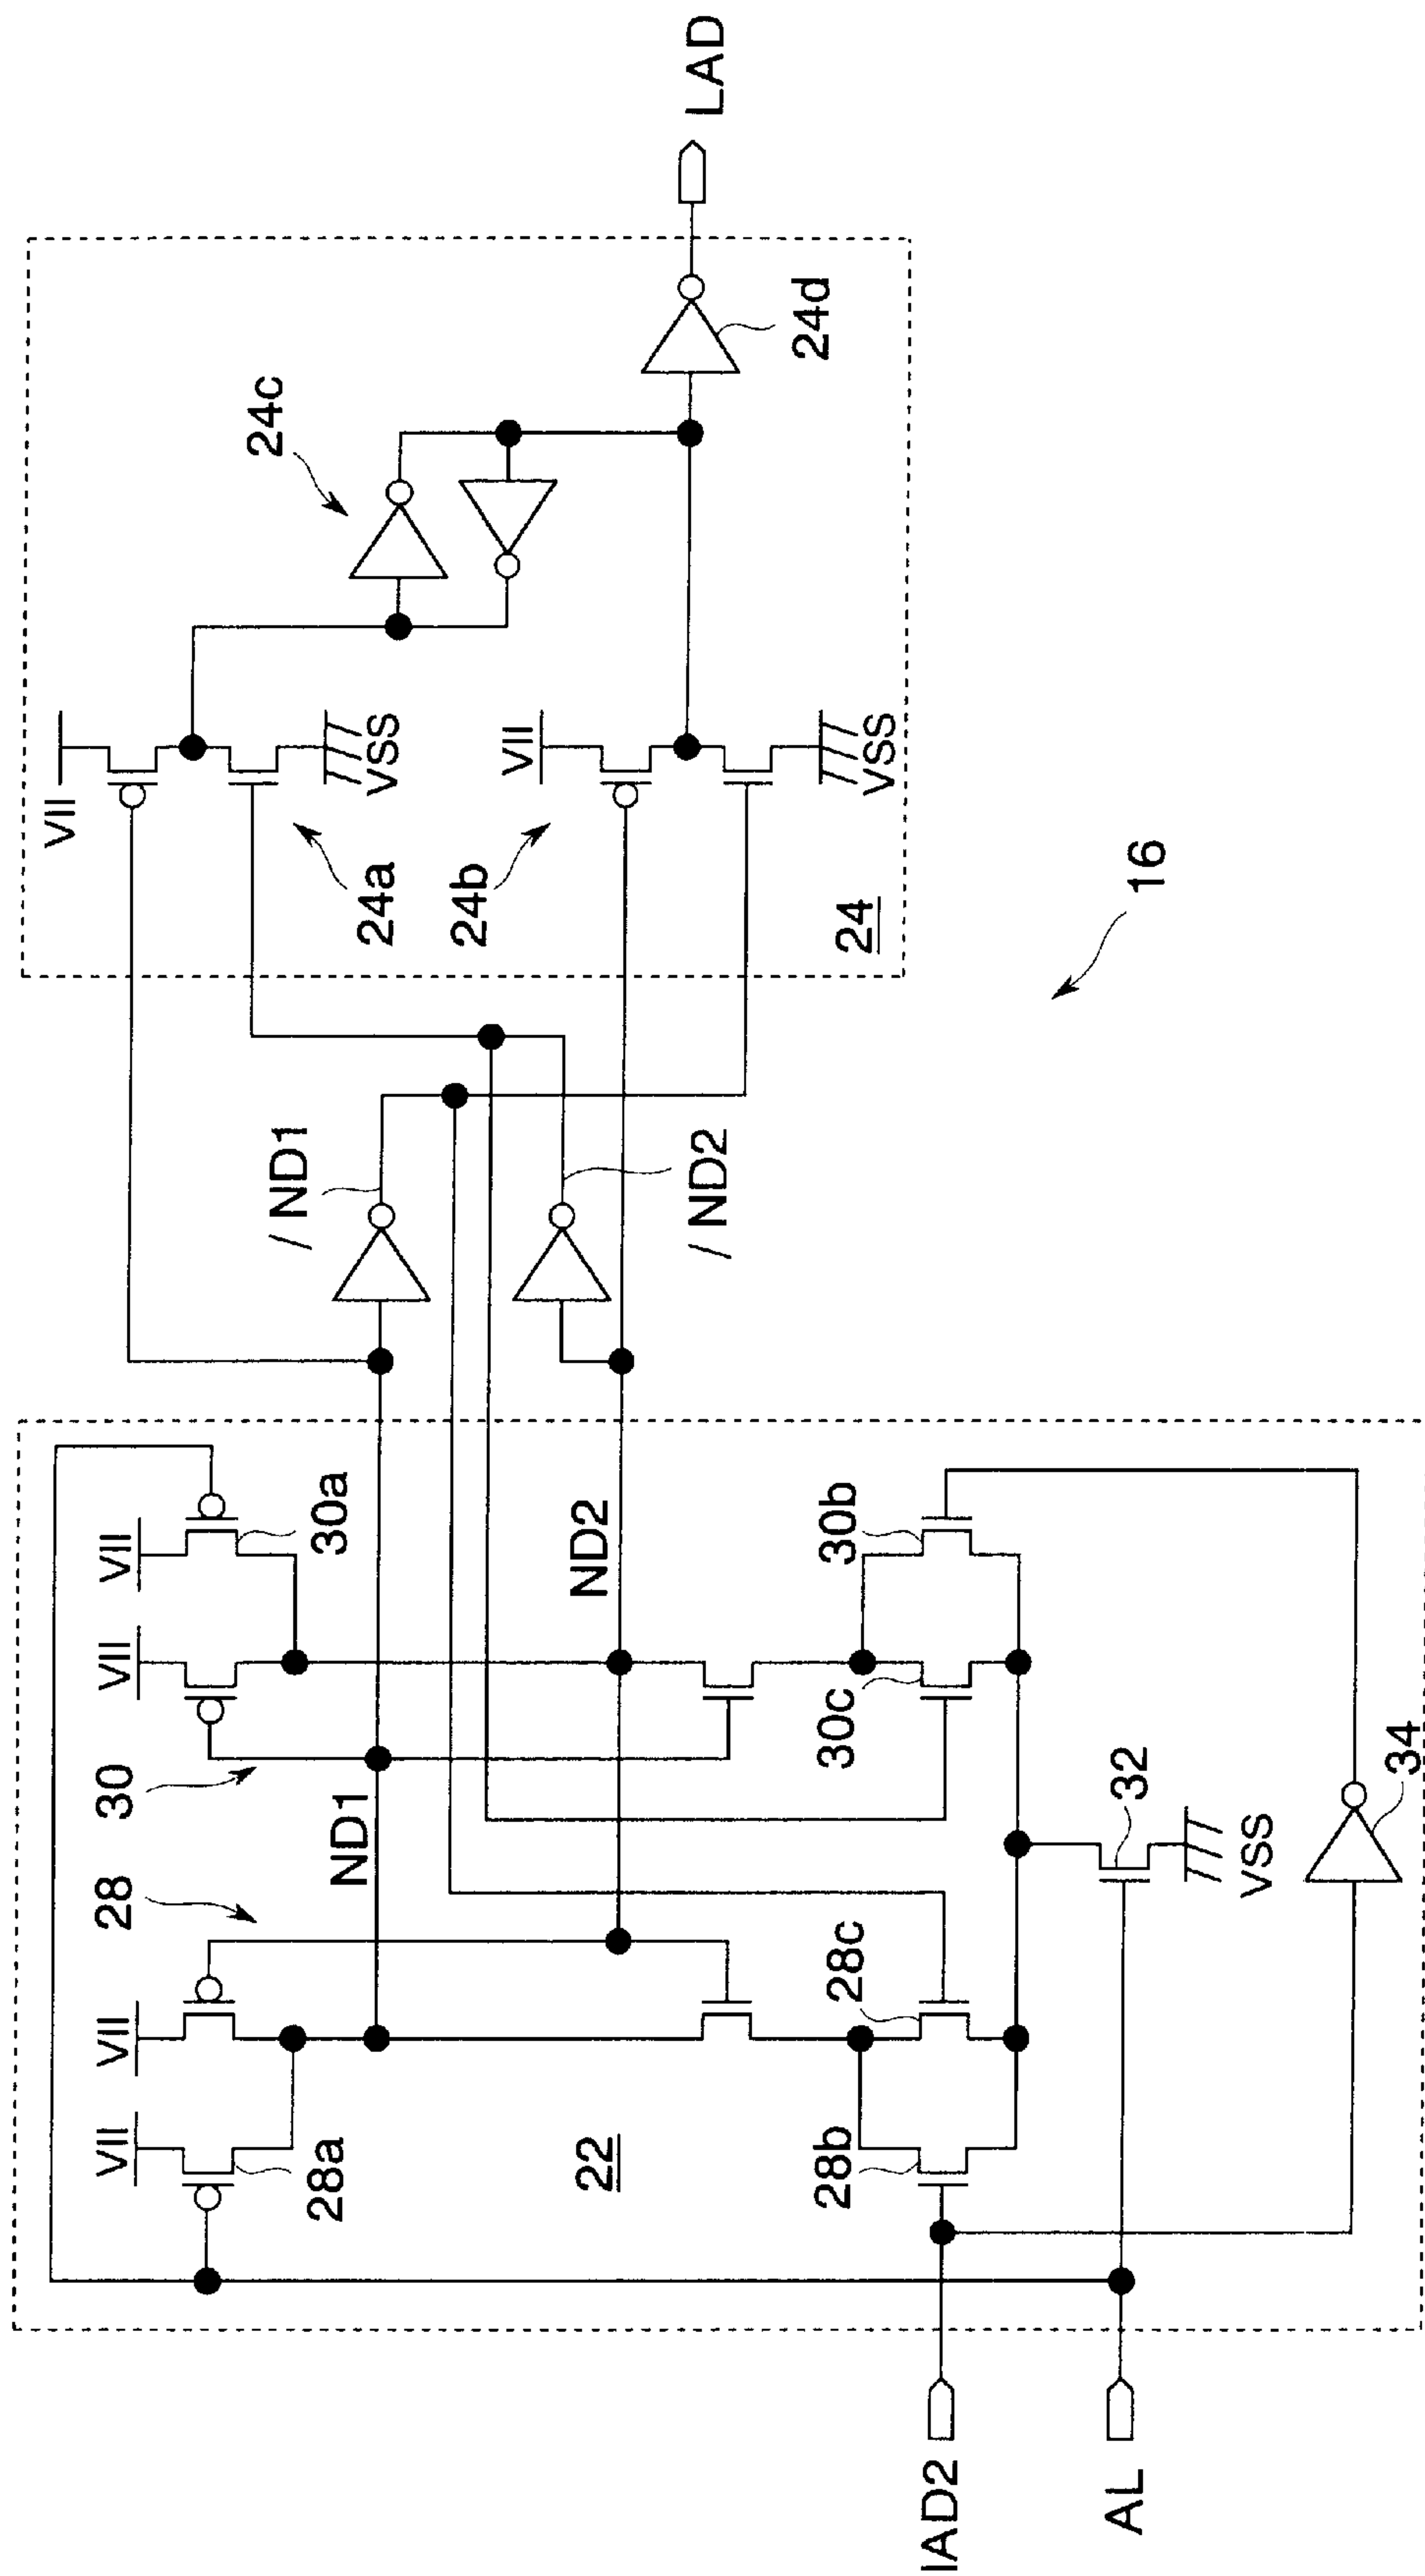 IAD2
AL
22
28
28a
28b
28c
VII
VII
ND1
30
30a
30b
30c
VII
VII
ND2
32
VSS
34
/ ND1
/ ND2
16
24
24a
24b
VII
VSS
VII
VSS
24c
24d
LAD